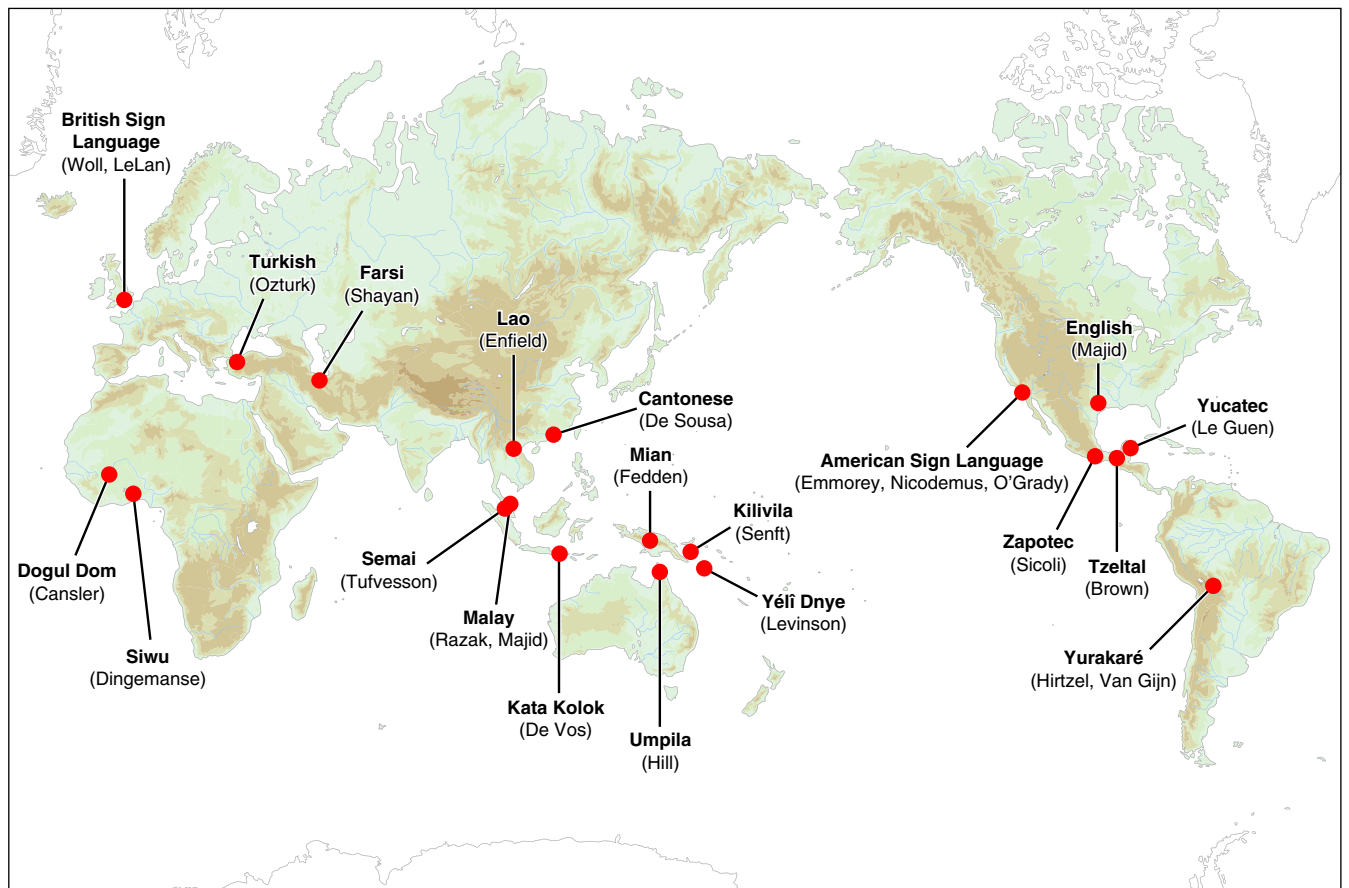 British Sign
Language
(Woll, LeLan)
Turkish
(Ozturk)
Farsi
(Shayan)
Lao
(Enfield)
Cantonese
(De Sousa)
Mian
(Fedden)
Kilivila
(Senft)
Yélî Dnye
(Levinson)
Semai
(Tufvesson)
Malay
(Razak, Majid)
Kata Kolok
(De Vos)
Umpila
(Hill)
Dogul Dom
(Cansler)
Siwu
(Dingemanse)
English
(Majid)
Yucatec
(Le Guen)
American Sign Language
(Emmorey, Nicodemus, O'Grady)
Zapotec
(Sicoli)
Tzeltal
(Brown)
Yurakaré
(Hirtzel, Van Gijn)